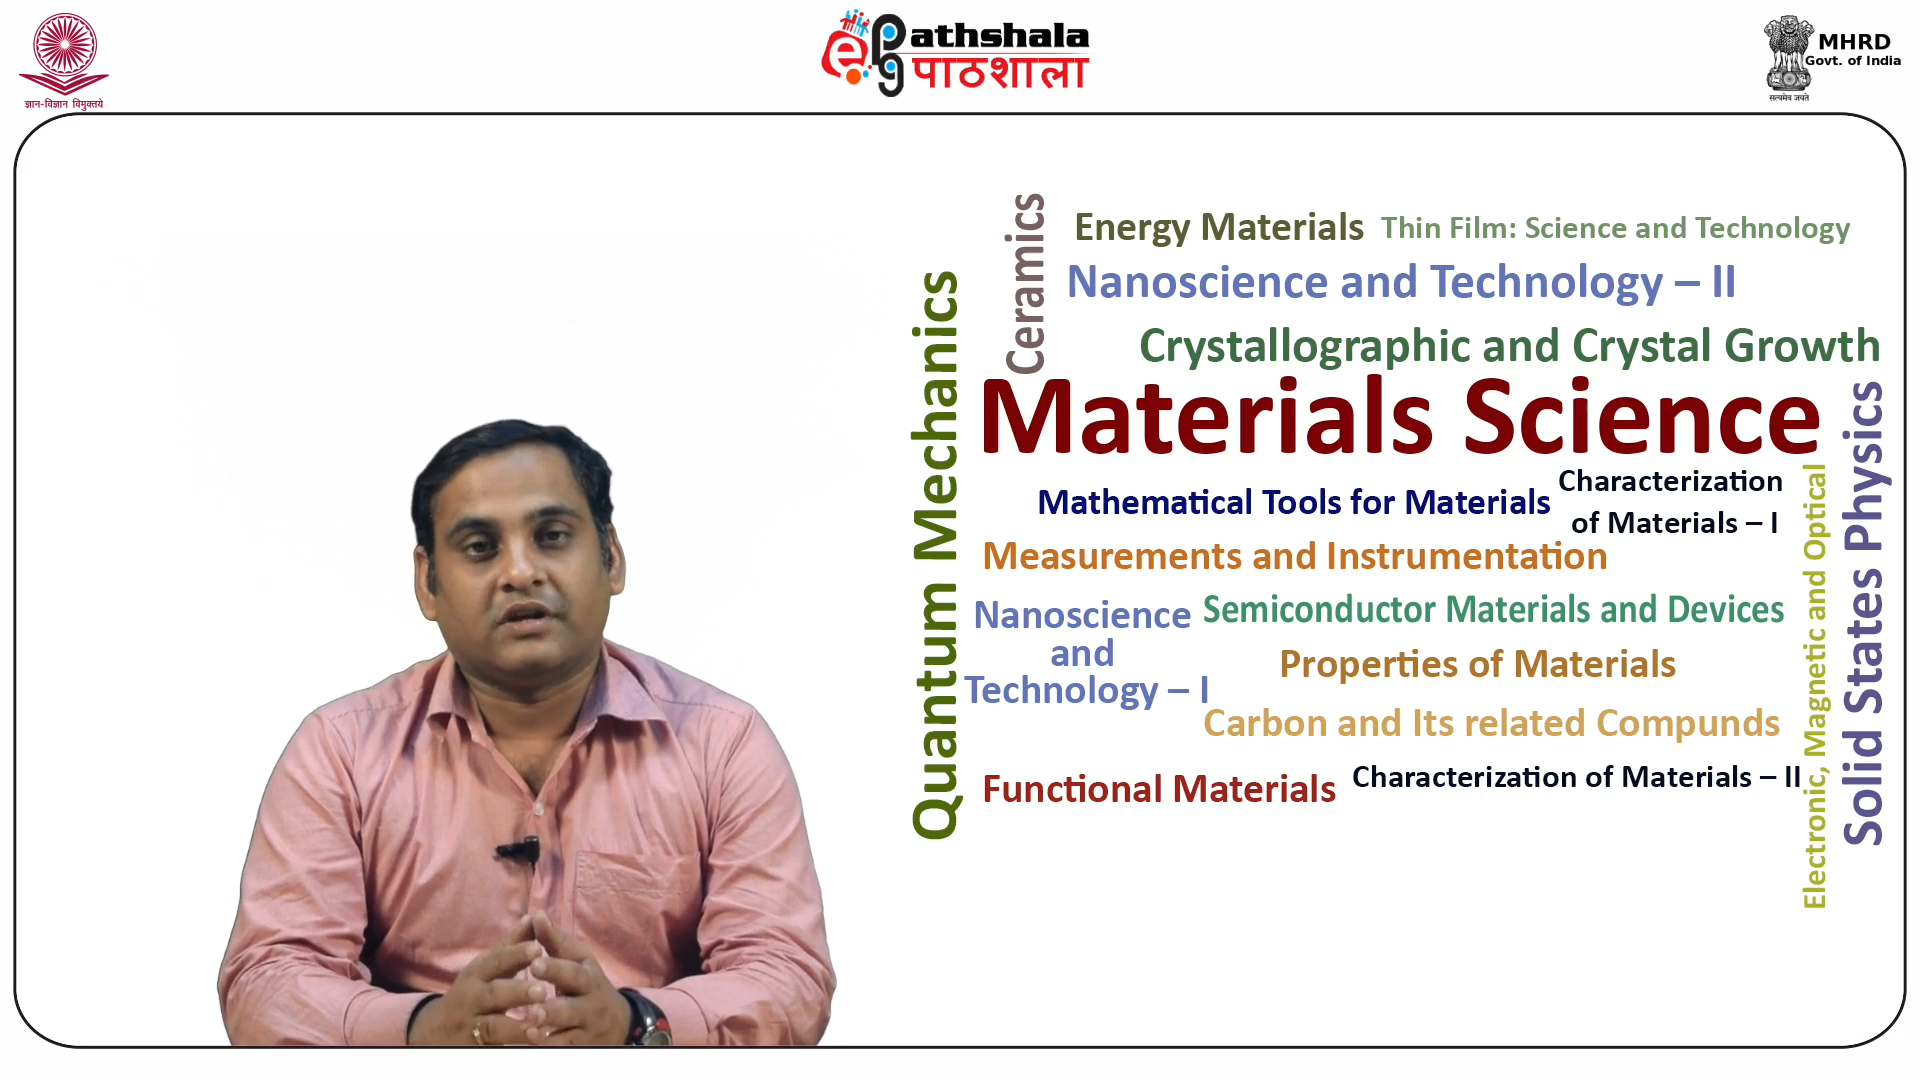 ज्ञान-विज्ञान विमुक्तये
ePathshala
पाठशाला
MHRD
Govt. of India
सत्यमेव जयते
Ceramics
Energy Materials
Thin Film: Science and Technology
Nanoscience and Technology – II
Crystallographic and Crystal Growth
Quantum Mechanics
Materials Science
Mathematical Tools for Materials
Characterization
of Materials – I
Measurements and Instrumentation
Nanoscience
and
Technology – I
Semiconductor Materials and Devices
Properties of Materials
Carbon and Its related Compunds
Functional Materials
Characterization of Materials – II
Electronic, Magnetic and Optical
Solid States Physics